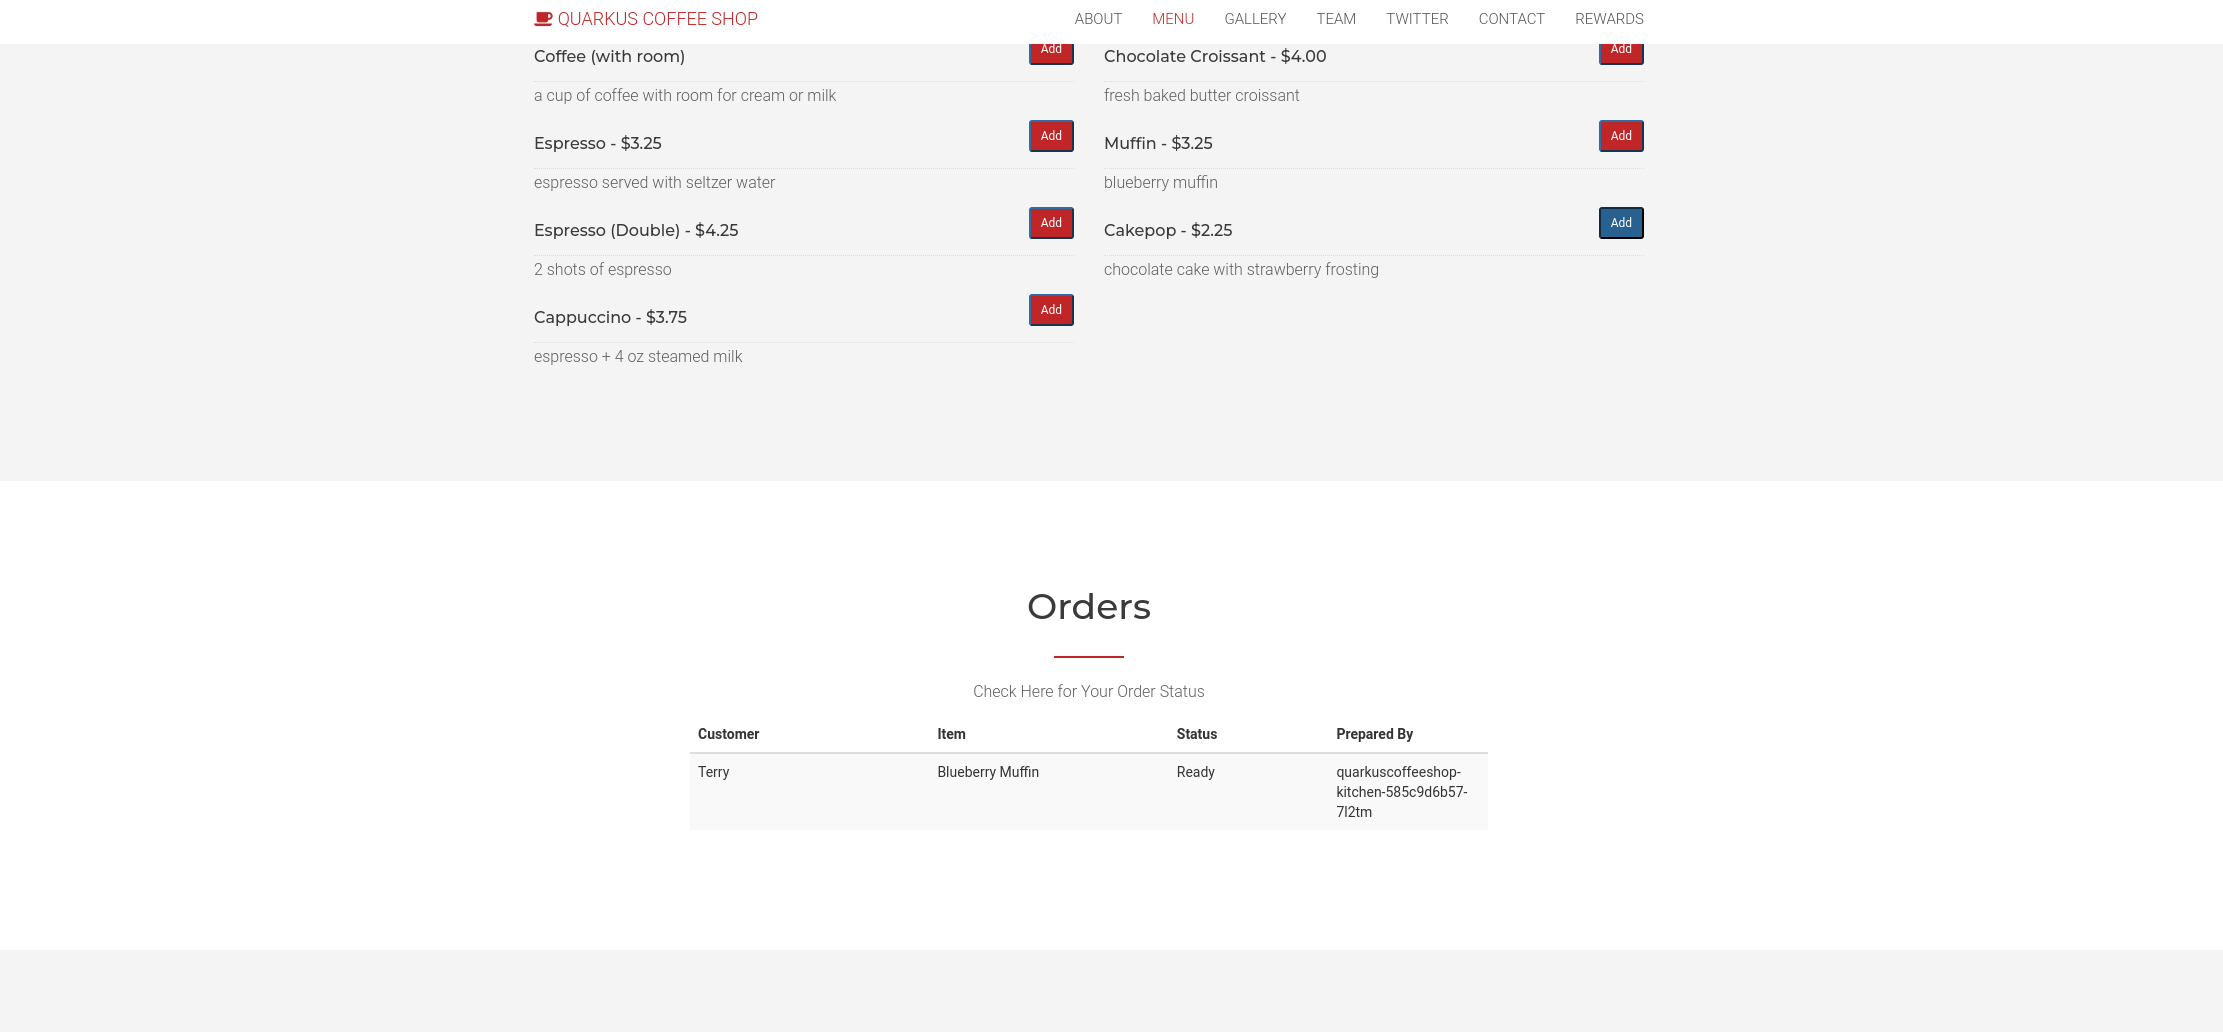 QUARKUS COFFEE SHOP
ABOUT MENU GALLERY TEAM TWITTER CONTACT REWARDS
Coffee (with room)
Add
a cup of coffee with room for cream or milk
Espresso - $3.25
Add
espresso served with seltzer water
Espresso (Double) - $4.25
Add
2 shots of espresso
Cappuccino - $3.75
Add
espresso + 4 oz steamed milk
Chocolate Croissant - $4.00
Add
fresh baked butter croissant
Muffin - $3.25
Add
blueberry muffin
Cakepop - $2.25
Add
chocolate cake with strawberry frosting
Orders
Check Here for Your Order Status
Customer Item Status Prepared By
Terry Blueberry Muffin Ready quarkuscoffeeshop-
kitchen-585c9d6b57-
7l2tm